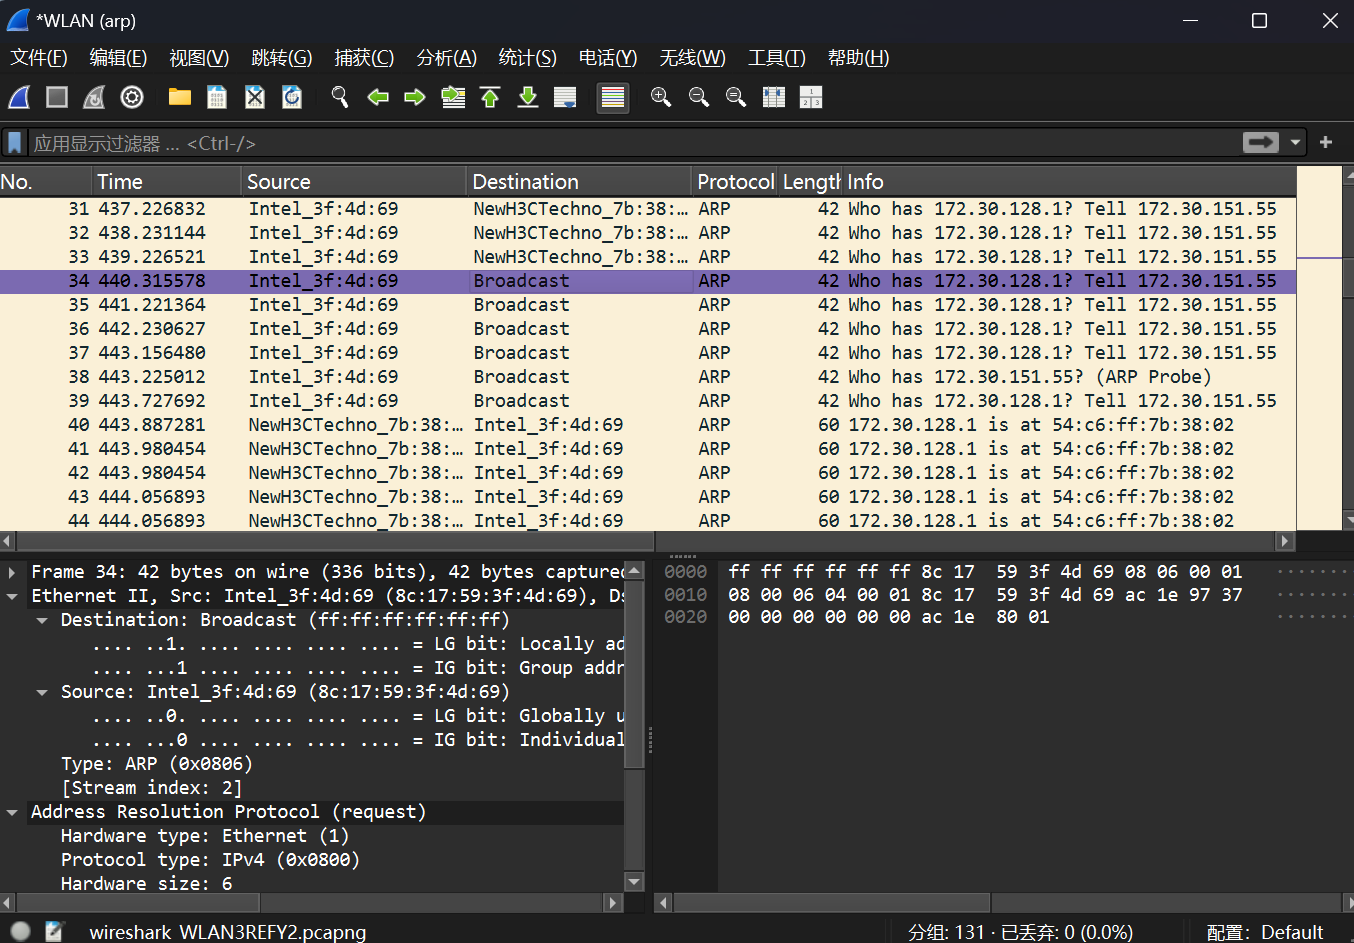 *WLAN (arp)
文件(F) 编辑(E) 视图(V) 跳转(G) 捕获(C) 分析(A) 统计(S) 电话(Y) 无线(W) 工具(T) 帮助(H)
应用显示过滤器 … <Ctrl-/>
No. Time Source Destination Protocol Length Info
31 437.226832 Intel_3f:4d:69 NewH3CTechno_7b:38:… ARP 42 Who has 172.30.128.1? Tell 172.30.151.55
32 438.231144 Intel_3f:4d:69 NewH3CTechno_7b:38:… ARP 42 Who has 172.30.128.1? Tell 172.30.151.55
33 439.226521 Intel_3f:4d:69 NewH3CTechno_7b:38:… ARP 42 Who has 172.30.128.1? Tell 172.30.151.55
34 440.315578 Intel_3f:4d:69 Broadcast ARP 42 Who has 172.30.128.1? Tell 172.30.151.55
35 441.221364 Intel_3f:4d:69 Broadcast ARP 42 Who has 172.30.128.1? Tell 172.30.151.55
36 442.230627 Intel_3f:4d:69 Broadcast ARP 42 Who has 172.30.128.1? Tell 172.30.151.55
37 443.156480 Intel_3f:4d:69 Broadcast ARP 42 Who has 172.30.128.1? Tell 172.30.151.55
38 443.225012 Intel_3f:4d:69 Broadcast ARP 42 Who has 172.30.151.55? (ARP Probe)
39 443.727692 Intel_3f:4d:69 Broadcast ARP 42 Who has 172.30.128.1? Tell 172.30.151.55
40 443.887281 NewH3CTechno_7b:38:… Intel_3f:4d:69 ARP 60 172.30.128.1 is at 54:c6:ff:7b:38:02
41 443.980454 NewH3CTechno_7b:38:… Intel_3f:4d:69 ARP 60 172.30.128.1 is at 54:c6:ff:7b:38:02
42 443.980454 NewH3CTechno_7b:38:… Intel_3f:4d:69 ARP 60 172.30.128.1 is at 54:c6:ff:7b:38:02
43 444.056893 NewH3CTechno_7b:38:… Intel_3f:4d:69 ARP 60 172.30.128.1 is at 54:c6:ff:7b:38:02
44 444.056893 NewH3CTechno_7b:38:… Intel_3f:4d:69 ARP 60 172.30.128.1 is at 54:c6:ff:7b:38:02
Frame 34: 42 bytes on wire (336 bits), 42 bytes captured
Ethernet II, Src: Intel_3f:4d:69 (8c:17:59:3f:4d:69), Ds
Destination: Broadcast (ff:ff:ff:ff:ff:ff)
.... ..1. .... .... .... .... = LG bit: Locally ad
.... ...1 .... .... .... .... = IG bit: Group addr
Source: Intel_3f:4d:69 (8c:17:59:3f:4d:69)
.... ..0. .... .... .... .... = LG bit: Globally u
.... ...0 .... .... .... .... = IG bit: Individual
Type: ARP (0x0806)
[Stream index: 2]
Address Resolution Protocol (request)
Hardware type: Ethernet (1)
Protocol type: IPv4 (0x0800)
Hardware size: 6
0000 ff ff ff ff ff ff 8c 17 59 3f 4d 69 08 06 00 01 ·······
0010 08 00 06 04 00 01 8c 17 59 3f 4d 69 ac 1e 97 37 ·······
0020 00 00 00 00 00 00 ac 1e 80 01 ·······
wireshark_WLAN3REFY2.pcapng 分组: 131 · 已丢弃: 0 (0.0%) 配置: Default